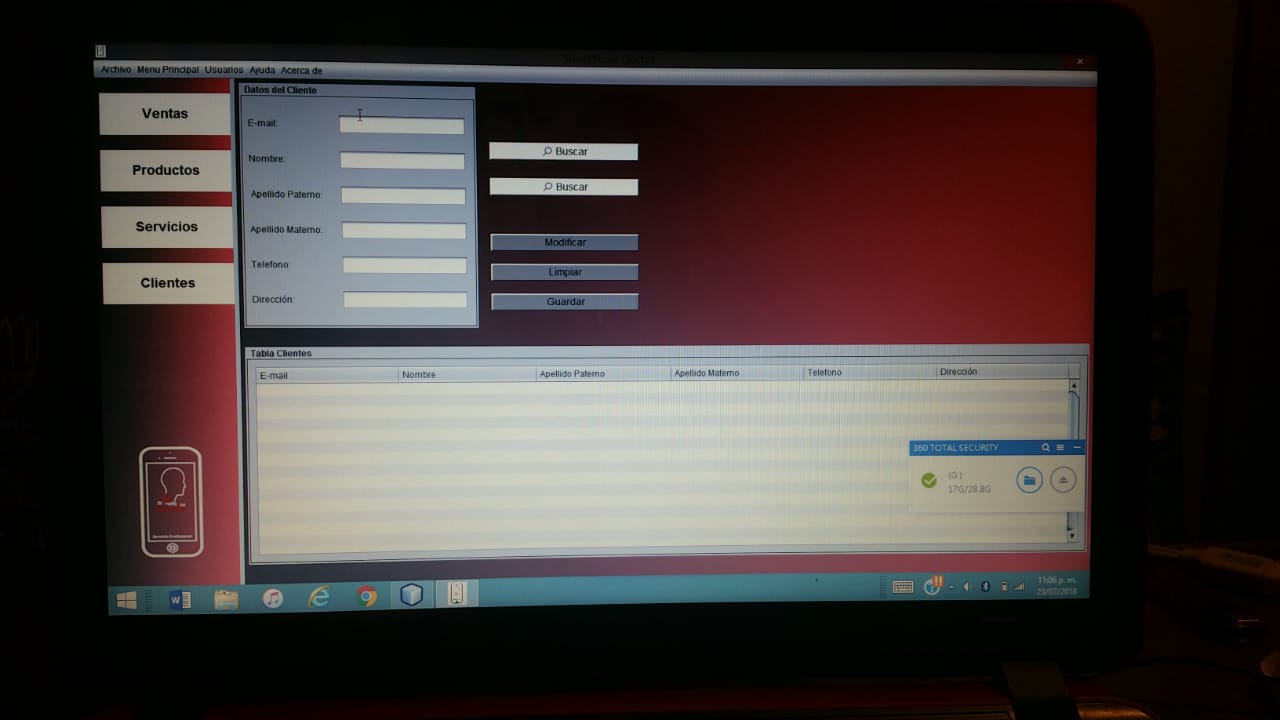 Archivo Menu Principal Usuarios Ayuda Acerca de
Ventas
Productos
Servicios
Clientes
Datos del Cliente
E-mail:
Nombre:
Apellido Paterno:
Apellido Materno:
Telefono:
Dirección:
Buscar
Buscar
Modificar
Limpiar
Guardar
Tabla Clientes
E-mail Nombre Apellido Paterno Apellido Materno Telefono Dirección
360 TOTAL SECURITY
(G:)
17G/28.8G
11:06 p. m.
23/07/2018